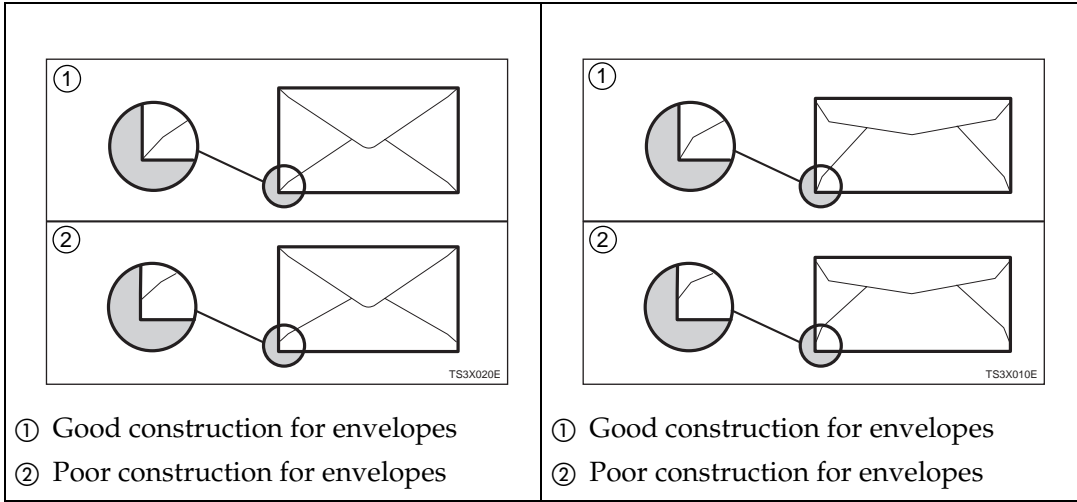 ①
②
TS3X020E
① Good construction for envelopes
② Poor construction for envelopes
①
②
TS3X010E
① Good construction for envelopes
② Poor construction for envelopes